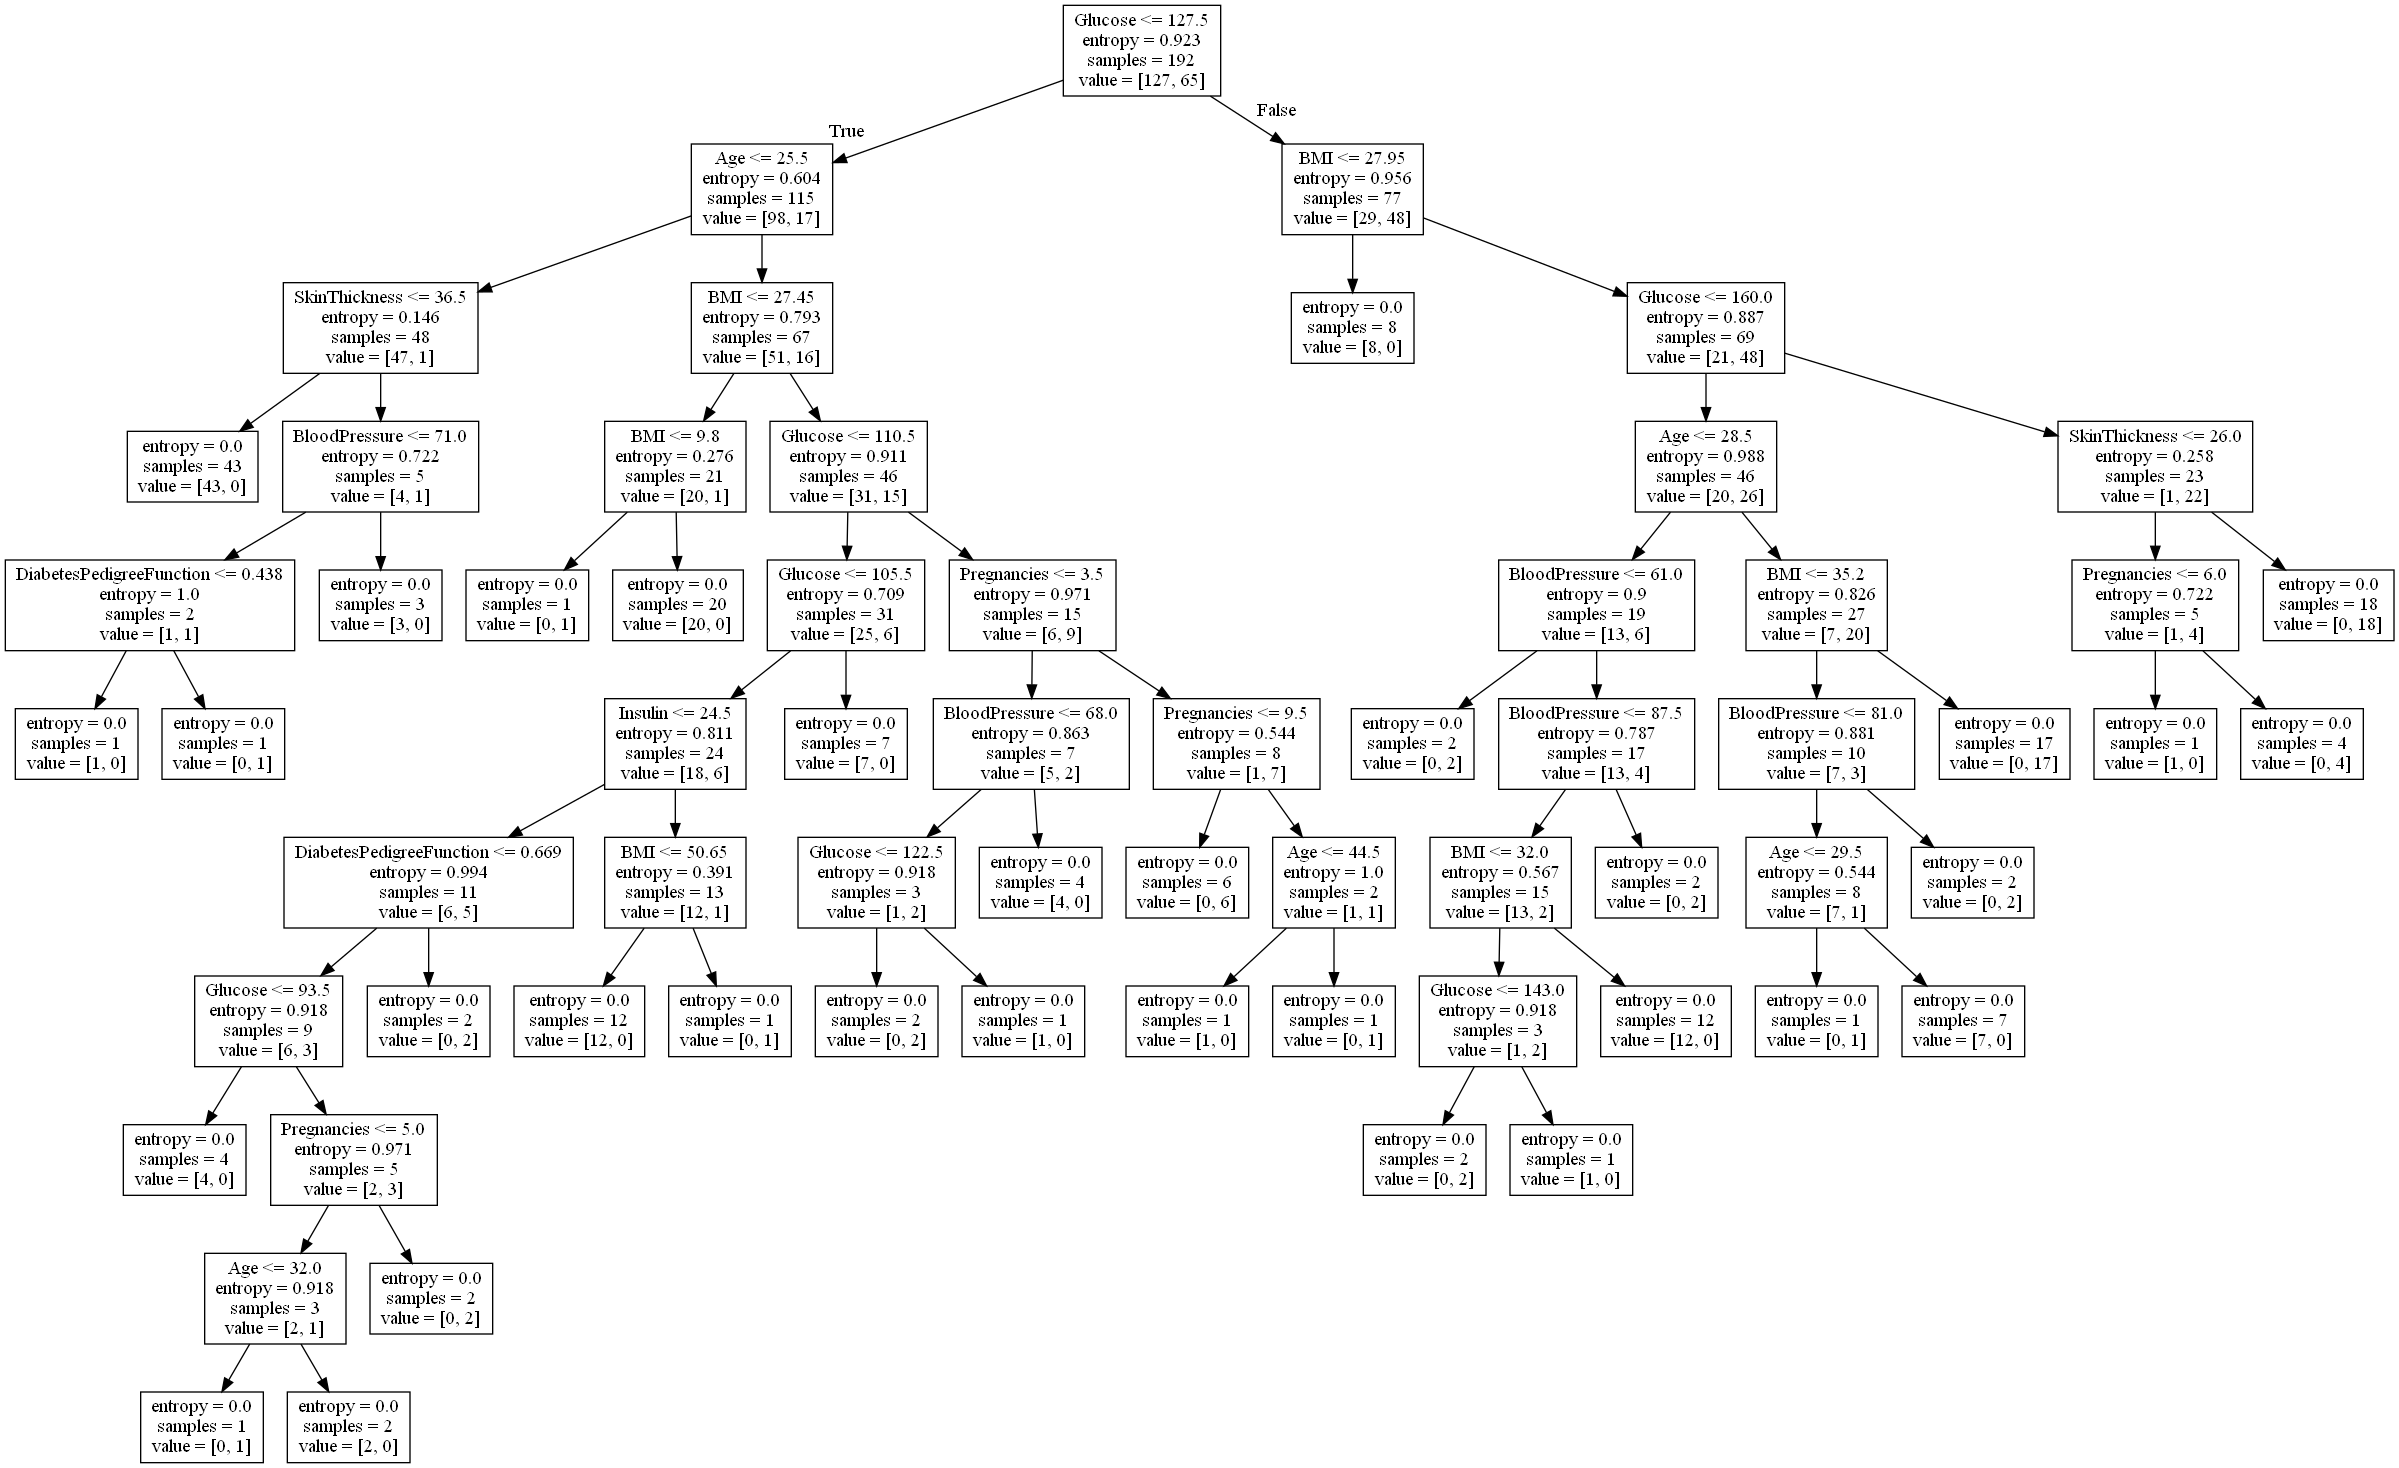 Glucose <= 127.5
entropy = 0.923
samples = 192
value = [127, 65]
True
False
Age <= 25.5
entropy = 0.604
samples = 115
value = [98, 17]
BMI <= 27.95
entropy = 0.956
samples = 77
value = [29, 48]
SkinThickness <= 36.5
entropy = 0.146
samples = 48
value = [47, 1]
BMI <= 27.45
entropy = 0.793
samples = 67
value = [51, 16]
entropy = 0.0
samples = 8
value = [8, 0]
Glucose <= 160.0
entropy = 0.887
samples = 69
value = [21, 48]
entropy = 0.0
samples = 43
value = [43, 0]
BloodPressure <= 71.0
entropy = 0.722
samples = 5
value = [4, 1]
BMI <= 9.8
entropy = 0.276
samples = 21
value = [20, 1]
Glucose <= 110.5
entropy = 0.911
samples = 46
value = [31, 15]
Age <= 28.5
entropy = 0.988
samples = 46
value = [20, 26]
SkinThickness <= 26.0
entropy = 0.258
samples = 23
value = [1, 22]
DiabetesPedigreeFunction <= 0.438
entropy = 1.0
samples = 2
value = [1, 1]
entropy = 0.0
samples = 3
value = [3, 0]
entropy = 0.0
samples = 1
value = [0, 1]
entropy = 0.0
samples = 20
value = [20, 0]
Glucose <= 105.5
entropy = 0.709
samples = 31
value = [25, 6]
Pregnancies <= 3.5
entropy = 0.971
samples = 15
value = [6, 9]
BloodPressure <= 61.0
entropy = 0.9
samples = 19
value = [13, 6]
BMI <= 35.2
entropy = 0.826
samples = 27
value = [7, 20]
Pregnancies <= 6.0
entropy = 0.722
samples = 5
value = [1, 4]
entropy = 0.0
samples = 18
value = [0, 18]
entropy = 0.0
samples = 1
value = [1, 0]
entropy = 0.0
samples = 1
value = [0, 1]
Insulin <= 24.5
entropy = 0.811
samples = 24
value = [18, 6]
entropy = 0.0
samples = 7
value = [7, 0]
BloodPressure <= 68.0
entropy = 0.863
samples = 7
value = [5, 2]
Pregnancies <= 9.5
entropy = 0.544
samples = 8
value = [1, 7]
entropy = 0.0
samples = 2
value = [0, 2]
BloodPressure <= 87.5
entropy = 0.787
samples = 17
value = [13, 4]
BloodPressure <= 81.0
entropy = 0.881
samples = 10
value = [7, 3]
entropy = 0.0
samples = 17
value = [0, 17]
entropy = 0.0
samples = 1
value = [1, 0]
entropy = 0.0
samples = 4
value = [0, 4]
DiabetesPedigreeFunction <= 0.669
entropy = 0.994
samples = 11
value = [6, 5]
BMI <= 50.65
entropy = 0.391
samples = 13
value = [12, 1]
Glucose <= 122.5
entropy = 0.918
samples = 3
value = [1, 2]
entropy = 0.0
samples = 4
value = [4, 0]
entropy = 0.0
samples = 6
value = [0, 6]
Age <= 44.5
entropy = 1.0
samples = 2
value = [1, 1]
BMI <= 32.0
entropy = 0.567
samples = 15
value = [13, 2]
entropy = 0.0
samples = 2
value = [0, 2]
Age <= 29.5
entropy = 0.544
samples = 8
value = [7, 1]
entropy = 0.0
samples = 2
value = [0, 2]
Glucose <= 93.5
entropy = 0.918
samples = 9
value = [6, 3]
entropy = 0.0
samples = 2
value = [0, 2]
entropy = 0.0
samples = 12
value = [12, 0]
entropy = 0.0
samples = 1
value = [0, 1]
entropy = 0.0
samples = 2
value = [0, 2]
entropy = 0.0
samples = 1
value = [1, 0]
entropy = 0.0
samples = 1
value = [1, 0]
entropy = 0.0
samples = 1
value = [0, 1]
Glucose <= 143.0
entropy = 0.918
samples = 3
value = [1, 2]
entropy = 0.0
samples = 12
value = [12, 0]
entropy = 0.0
samples = 1
value = [0, 1]
entropy = 0.0
samples = 7
value = [7, 0]
entropy = 0.0
samples = 4
value = [4, 0]
Pregnancies <= 5.0
entropy = 0.971
samples = 5
value = [2, 3]
entropy = 0.0
samples = 2
value = [0, 2]
entropy = 0.0
samples = 1
value = [1, 0]
Age <= 32.0
entropy = 0.918
samples = 3
value = [2, 1]
entropy = 0.0
samples = 2
value = [0, 2]
entropy = 0.0
samples = 1
value = [0, 1]
entropy = 0.0
samples = 2
value = [2, 0]